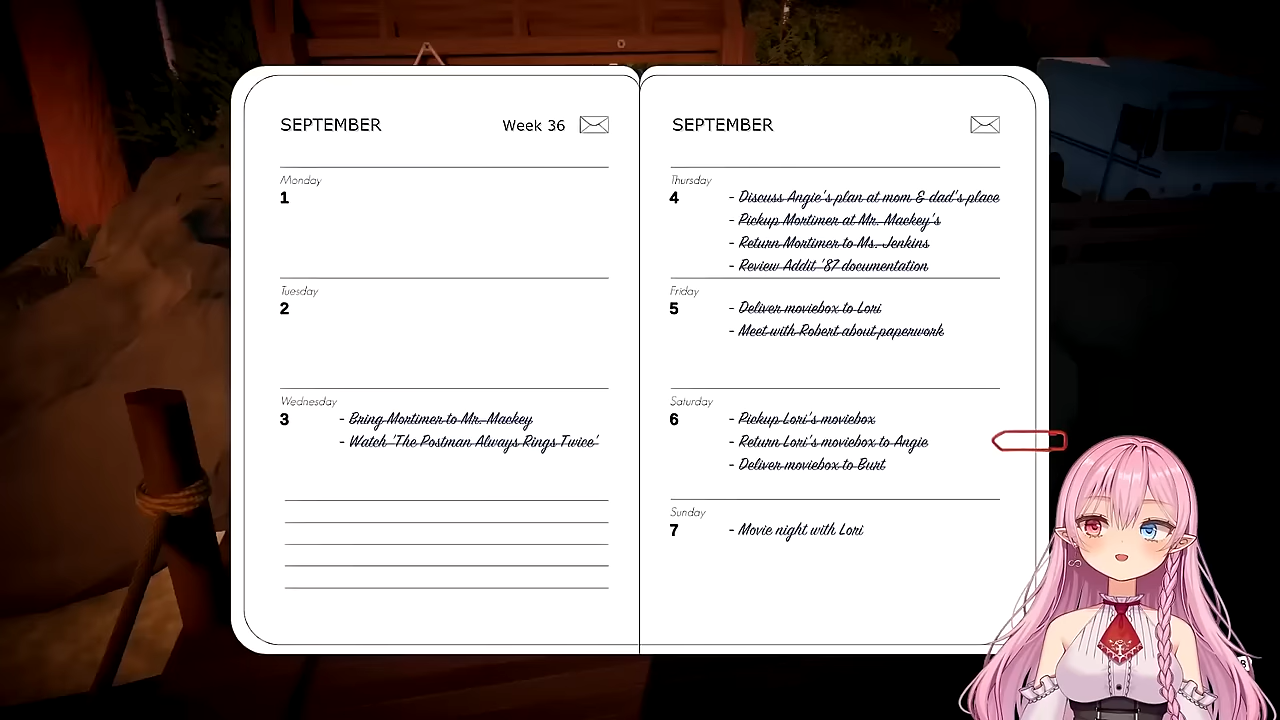 SEPTEMBER Week 36
Monday
1
Tuesday
2
Wednesday
3 - Bring Mortimer to Mr. Mackey
- Watch 'The Postman Always Rings Twice'
SEPTEMBER
Thursday
4 - Discuss Angie's plan at mom & dad's place
- Pickup Mortimer at Mr. Mackey's
- Return Mortimer to Ms. Jenkins
- Review Addit '87 documentation
Friday
5 - Deliver moviebox to Lori
- Meet with Robert about paperwork
Saturday
6 - Pickup Lori's moviebox
- Return Lori's moviebox to Angie
- Deliver moviebox to Burt
Sunday
7 - Movie night with Lori